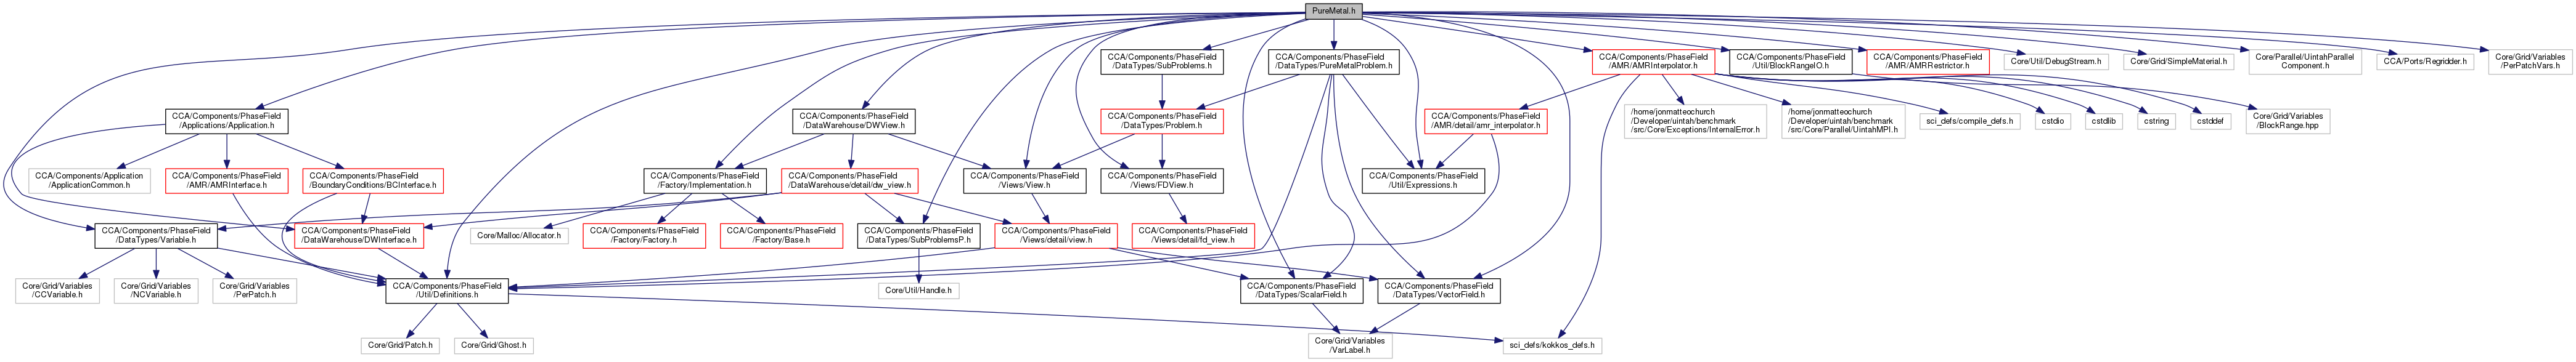 PureMetal.h
CCA/Components/PhaseField
/DataTypes/SubProblems.h
CCA/Components/PhaseField
/DataTypes/PureMetalProblem.h
CCA/Components/PhaseField
/AMR/AMRInterpolator.h
CCA/Components/PhaseField
/Util/BlockRangeIO.h
CCA/Components/PhaseField
/AMR/AMRRestrictor.h
Core/Util/DebugStream.h
Core/Grid/SimpleMaterial.h
Core/Parallel/UintahParallel
Component.h
CCA/Ports/Regridder.h
Core/Grid/Variables
/PerPatchVars.h
CCA/Components/PhaseField
/Applications/Application.h
CCA/Components/PhaseField
/DataWarehouse/DWView.h
CCA/Components/PhaseField
/DataTypes/Problem.h
CCA/Components/PhaseField
/AMR/detail/amr_interpolator.h
/home/jonmatteochurch
/Developer/uintah/benchmark
/src/Core/Exceptions/InternalError.h
/home/jonmatteochurch
/Developer/uintah/benchmark
/src/Core/Parallel/UintahMPI.h
sci_defs/compile_defs.h
cstdio
cstdlib
cstring
cstddef
Core/Grid/Variables
/BlockRange.hpp
CCA/Components/Application
/ApplicationCommon.h
CCA/Components/PhaseField
/AMR/AMRInterface.h
CCA/Components/PhaseField
/BoundaryConditions/BCInterface.h
CCA/Components/PhaseField
/Factory/Implementation.h
CCA/Components/PhaseField
/DataWarehouse/detail/dw_view.h
CCA/Components/PhaseField
/Views/View.h
CCA/Components/PhaseField
/Views/FDView.h
CCA/Components/PhaseField
/Util/Expressions.h
CCA/Components/PhaseField
/DataTypes/Variable.h
CCA/Components/PhaseField
/DataWarehouse/DWInterface.h
Core/Malloc/Allocator.h
CCA/Components/PhaseField
/Factory/Factory.h
CCA/Components/PhaseField
/Factory/Base.h
CCA/Components/PhaseField
/DataTypes/SubProblemsP.h
CCA/Components/PhaseField
/Views/detail/view.h
CCA/Components/PhaseField
/Views/detail/fd_view.h
Core/Grid/Variables
/CCVariable.h
Core/Grid/Variables
/NCVariable.h
Core/Grid/Variables
/PerPatch.h
CCA/Components/PhaseField
/Util/Definitions.h
Core/Util/Handle.h
CCA/Components/PhaseField
/DataTypes/ScalarField.h
CCA/Components/PhaseField
/DataTypes/VectorField.h
Core/Grid/Patch.h
Core/Grid/Ghost.h
Core/Grid/Variables
/VarLabel.h
sci_defs/kokkos_defs.h